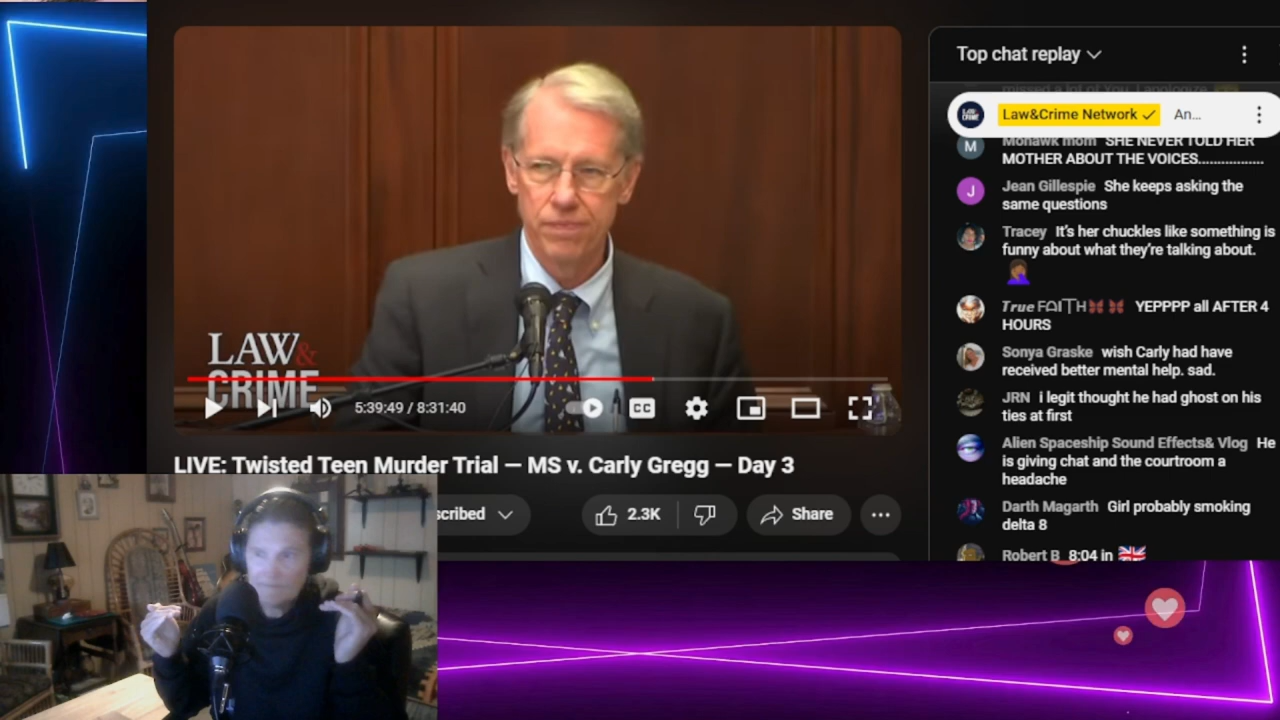 Top chat replay
missed a lot of You, I apologize
Law&Crime Network An...
M Mohawk mom SHE NEVER TOLD HER
MOTHER ABOUT THE VOICES.................
J Jean Gillespie She keeps asking the
same questions
Tracey It's her chuckles like something is
funny about what they're talking about.
True FAITH YEPPPP all AFTER 4
HOURS
Sonya Graske wish Carly had have
received better mental help. sad.
JRN i legit thought he had ghost on his
ties at first
Alien Spaceship Sound Effects& Vlog He
is giving chat and the courtroom a
headache
Darth Magarth Girl probably smoking
delta 8
Robert B 8:04 in
LAW&
CRIME
5:39:49 / 8:31:40
CC
LIVE: Twisted Teen Murder Trial — MS v. Carly Gregg — Day 3
scribed
2.3K
Share